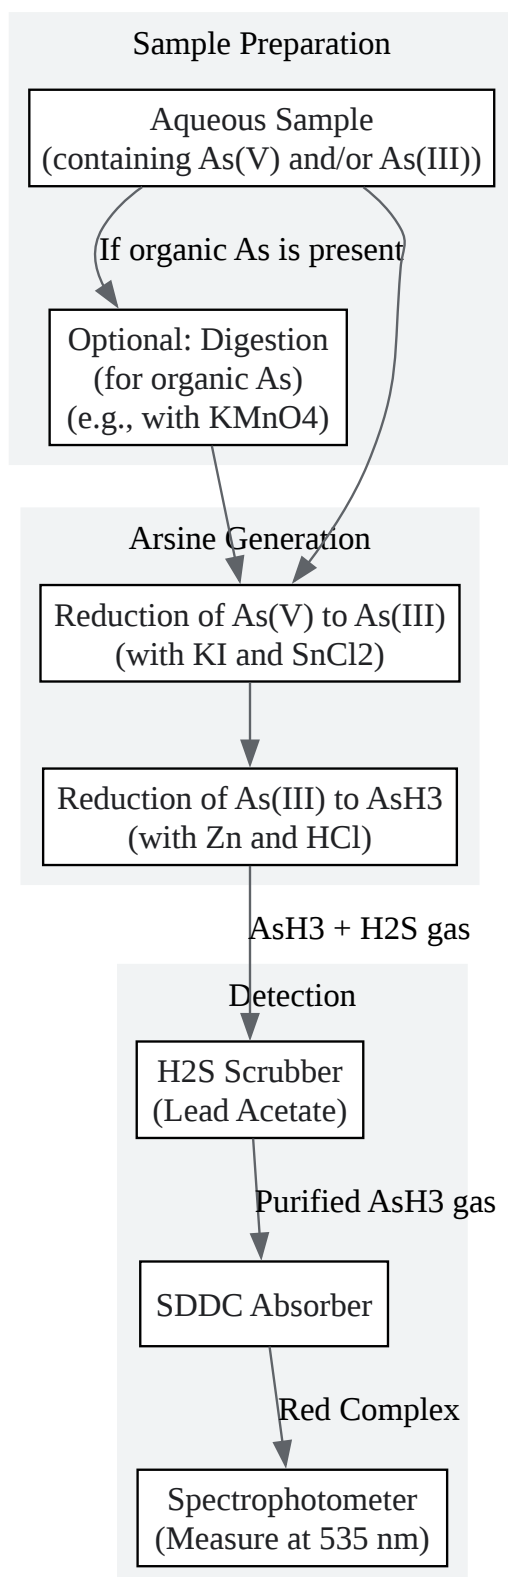 Sample Preparation
Aqueous Sample
(containing As(V) and/or As(III))
If organic As is present
Optional: Digestion
(for organic As)
(e.g., with KMnO4)
Arsine Generation
Reduction of As(V) to As(III)
(with KI and SnCl2)
Reduction of As(III) to AsH3
(with Zn and HCl)
AsH3 + H2S gas
Detection
H2S Scrubber
(Lead Acetate)
Purified AsH3 gas
SDDC Absorber
Red Complex
Spectrophotometer
(Measure at 535 nm)